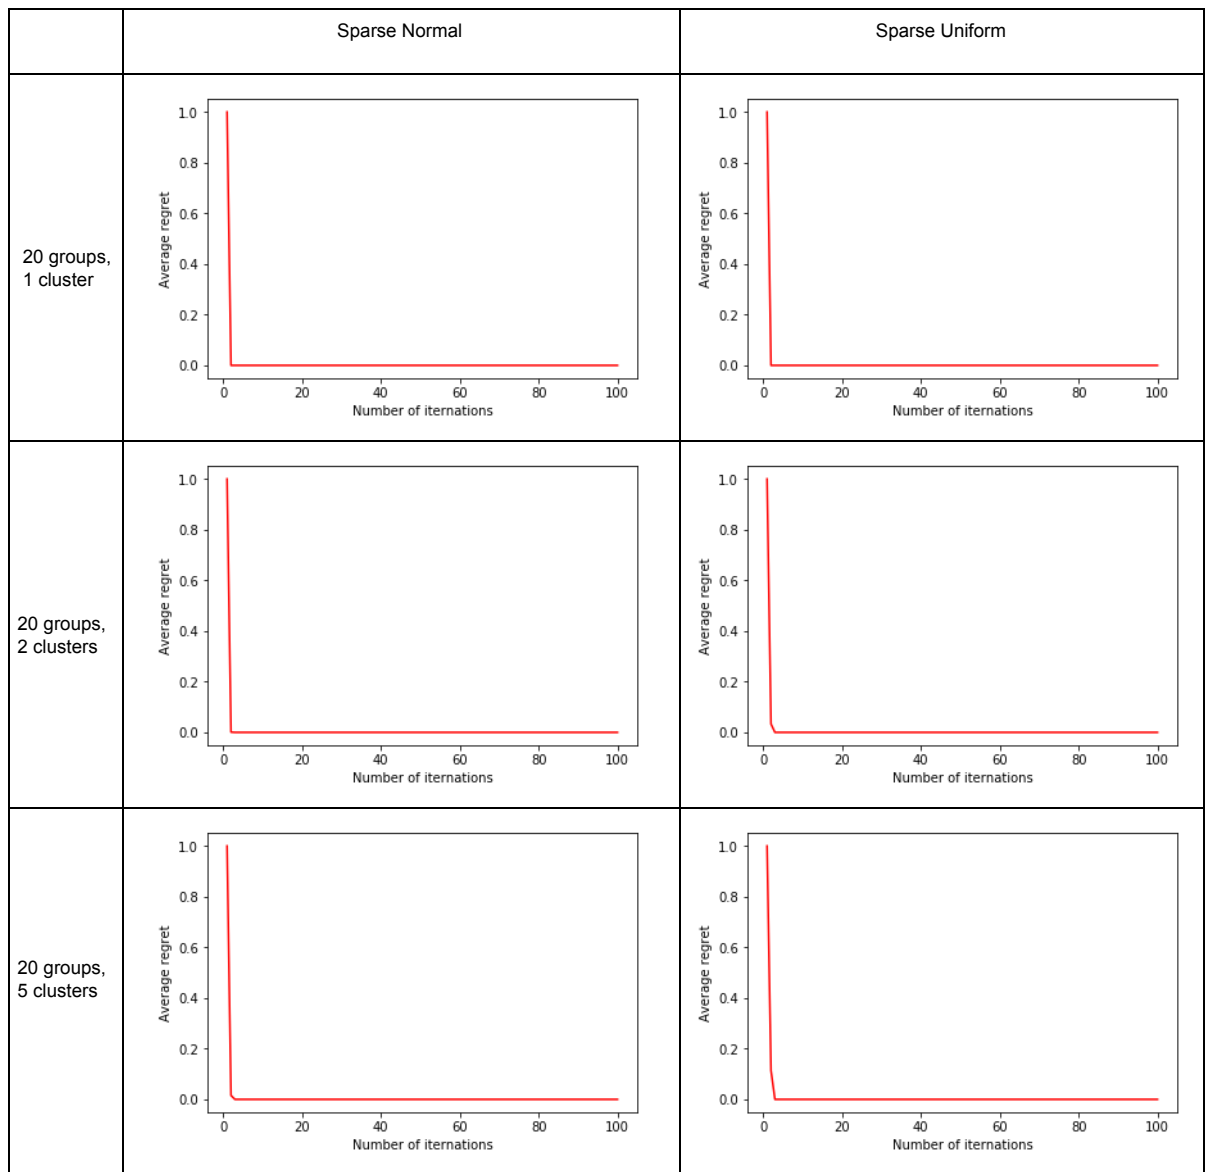 Sparse Normal
Sparse Uniform
20 groups,
1 cluster
Average regret
1.0
0.8
0.6
0.4
0.2
0.0
0 20 40 60 80 100
Number of iternations
Average regret
1.0
0.8
0.6
0.4
0.2
0.0
0 20 40 60 80 100
Number of iternations
20 groups,
2 clusters
Average regret
1.0
0.8
0.6
0.4
0.2
0.0
0 20 40 60 80 100
Number of iternations
Average regret
1.0
0.8
0.6
0.4
0.2
0.0
0 20 40 60 80 100
Number of iternations
20 groups,
5 clusters
Average regret
1.0
0.8
0.6
0.4
0.2
0.0
0 20 40 60 80 100
Number of iternations
Average regret
1.0
0.8
0.6
0.4
0.2
0.0
0 20 40 60 80 100
Number of iternations